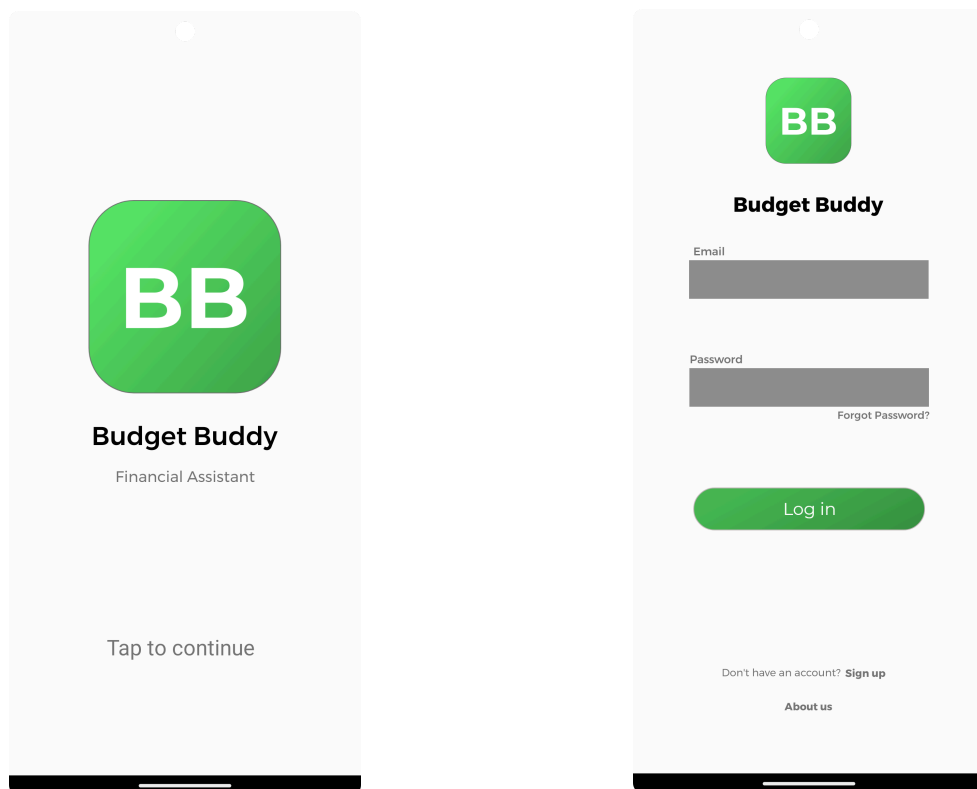 BB
Budget Buddy
Financial Assistant
Tap to continue
BB
Budget Buddy
Email
Password
Forgot Password?
Log in
Don't have an account? Sign up
About us